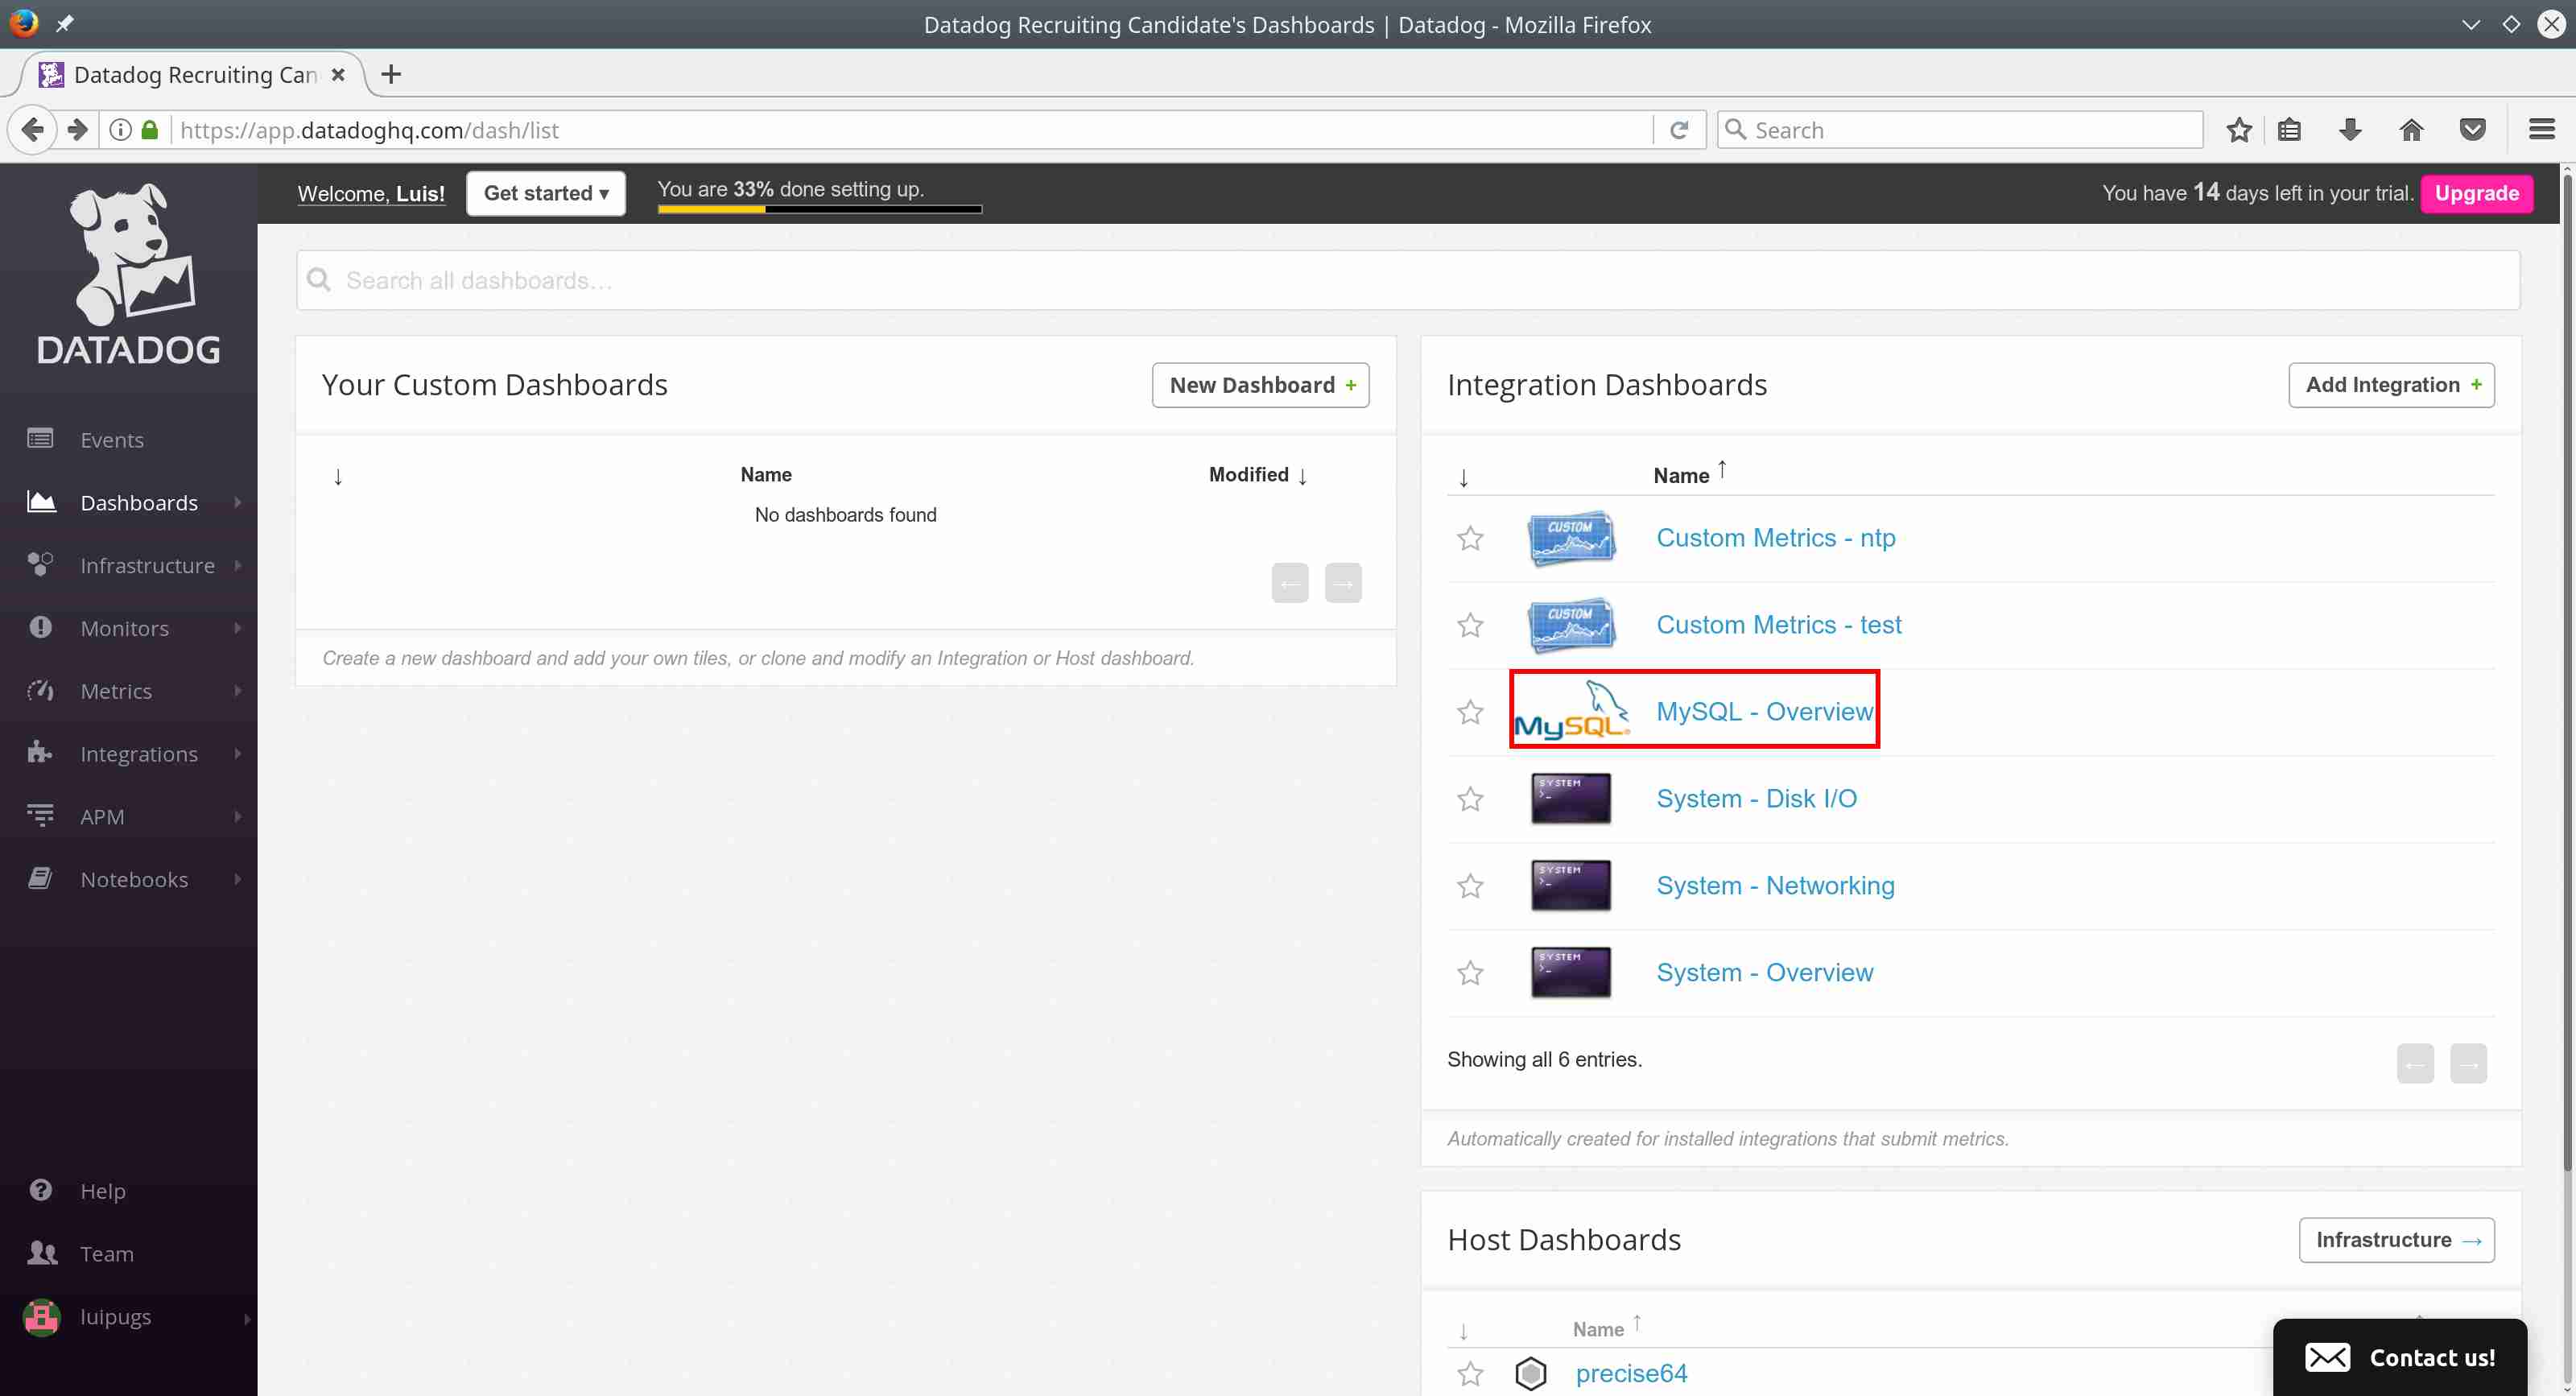 Datadog Recruiting Candidate's Dashboards | Datadog - Mozilla Firefox
Datadog Recruiting Can
https://app.datadoghq.com/dash/list
Search
Welcome, Luis!
Get started ▾
You are 33% done setting up.
You have 14 days left in your trial.
Upgrade
DATADOG
Events
Dashboards
Infrastructure
Monitors
Metrics
Integrations
APM
Notebooks
Help
Team
luipugs
Search all dashboards...
Your Custom Dashboards
New Dashboard +
↓ Name Modified ↓
No dashboards found
← →
Create a new dashboard and add your own tiles, or clone and modify an Integration or Host dashboard.
Integration Dashboards
Add Integration +
↓ Name ↑
CUSTOM Custom Metrics - ntp
CUSTOM Custom Metrics - test
MySQL® MySQL - Overview
SYSTEM >_ System - Disk I/O
SYSTEM >_ System - Networking
SYSTEM >_ System - Overview
Showing all 6 entries.
← →
Automatically created for installed integrations that submit metrics.
Host Dashboards
Infrastructure →
↓ Name ↑
precise64
Contact us!